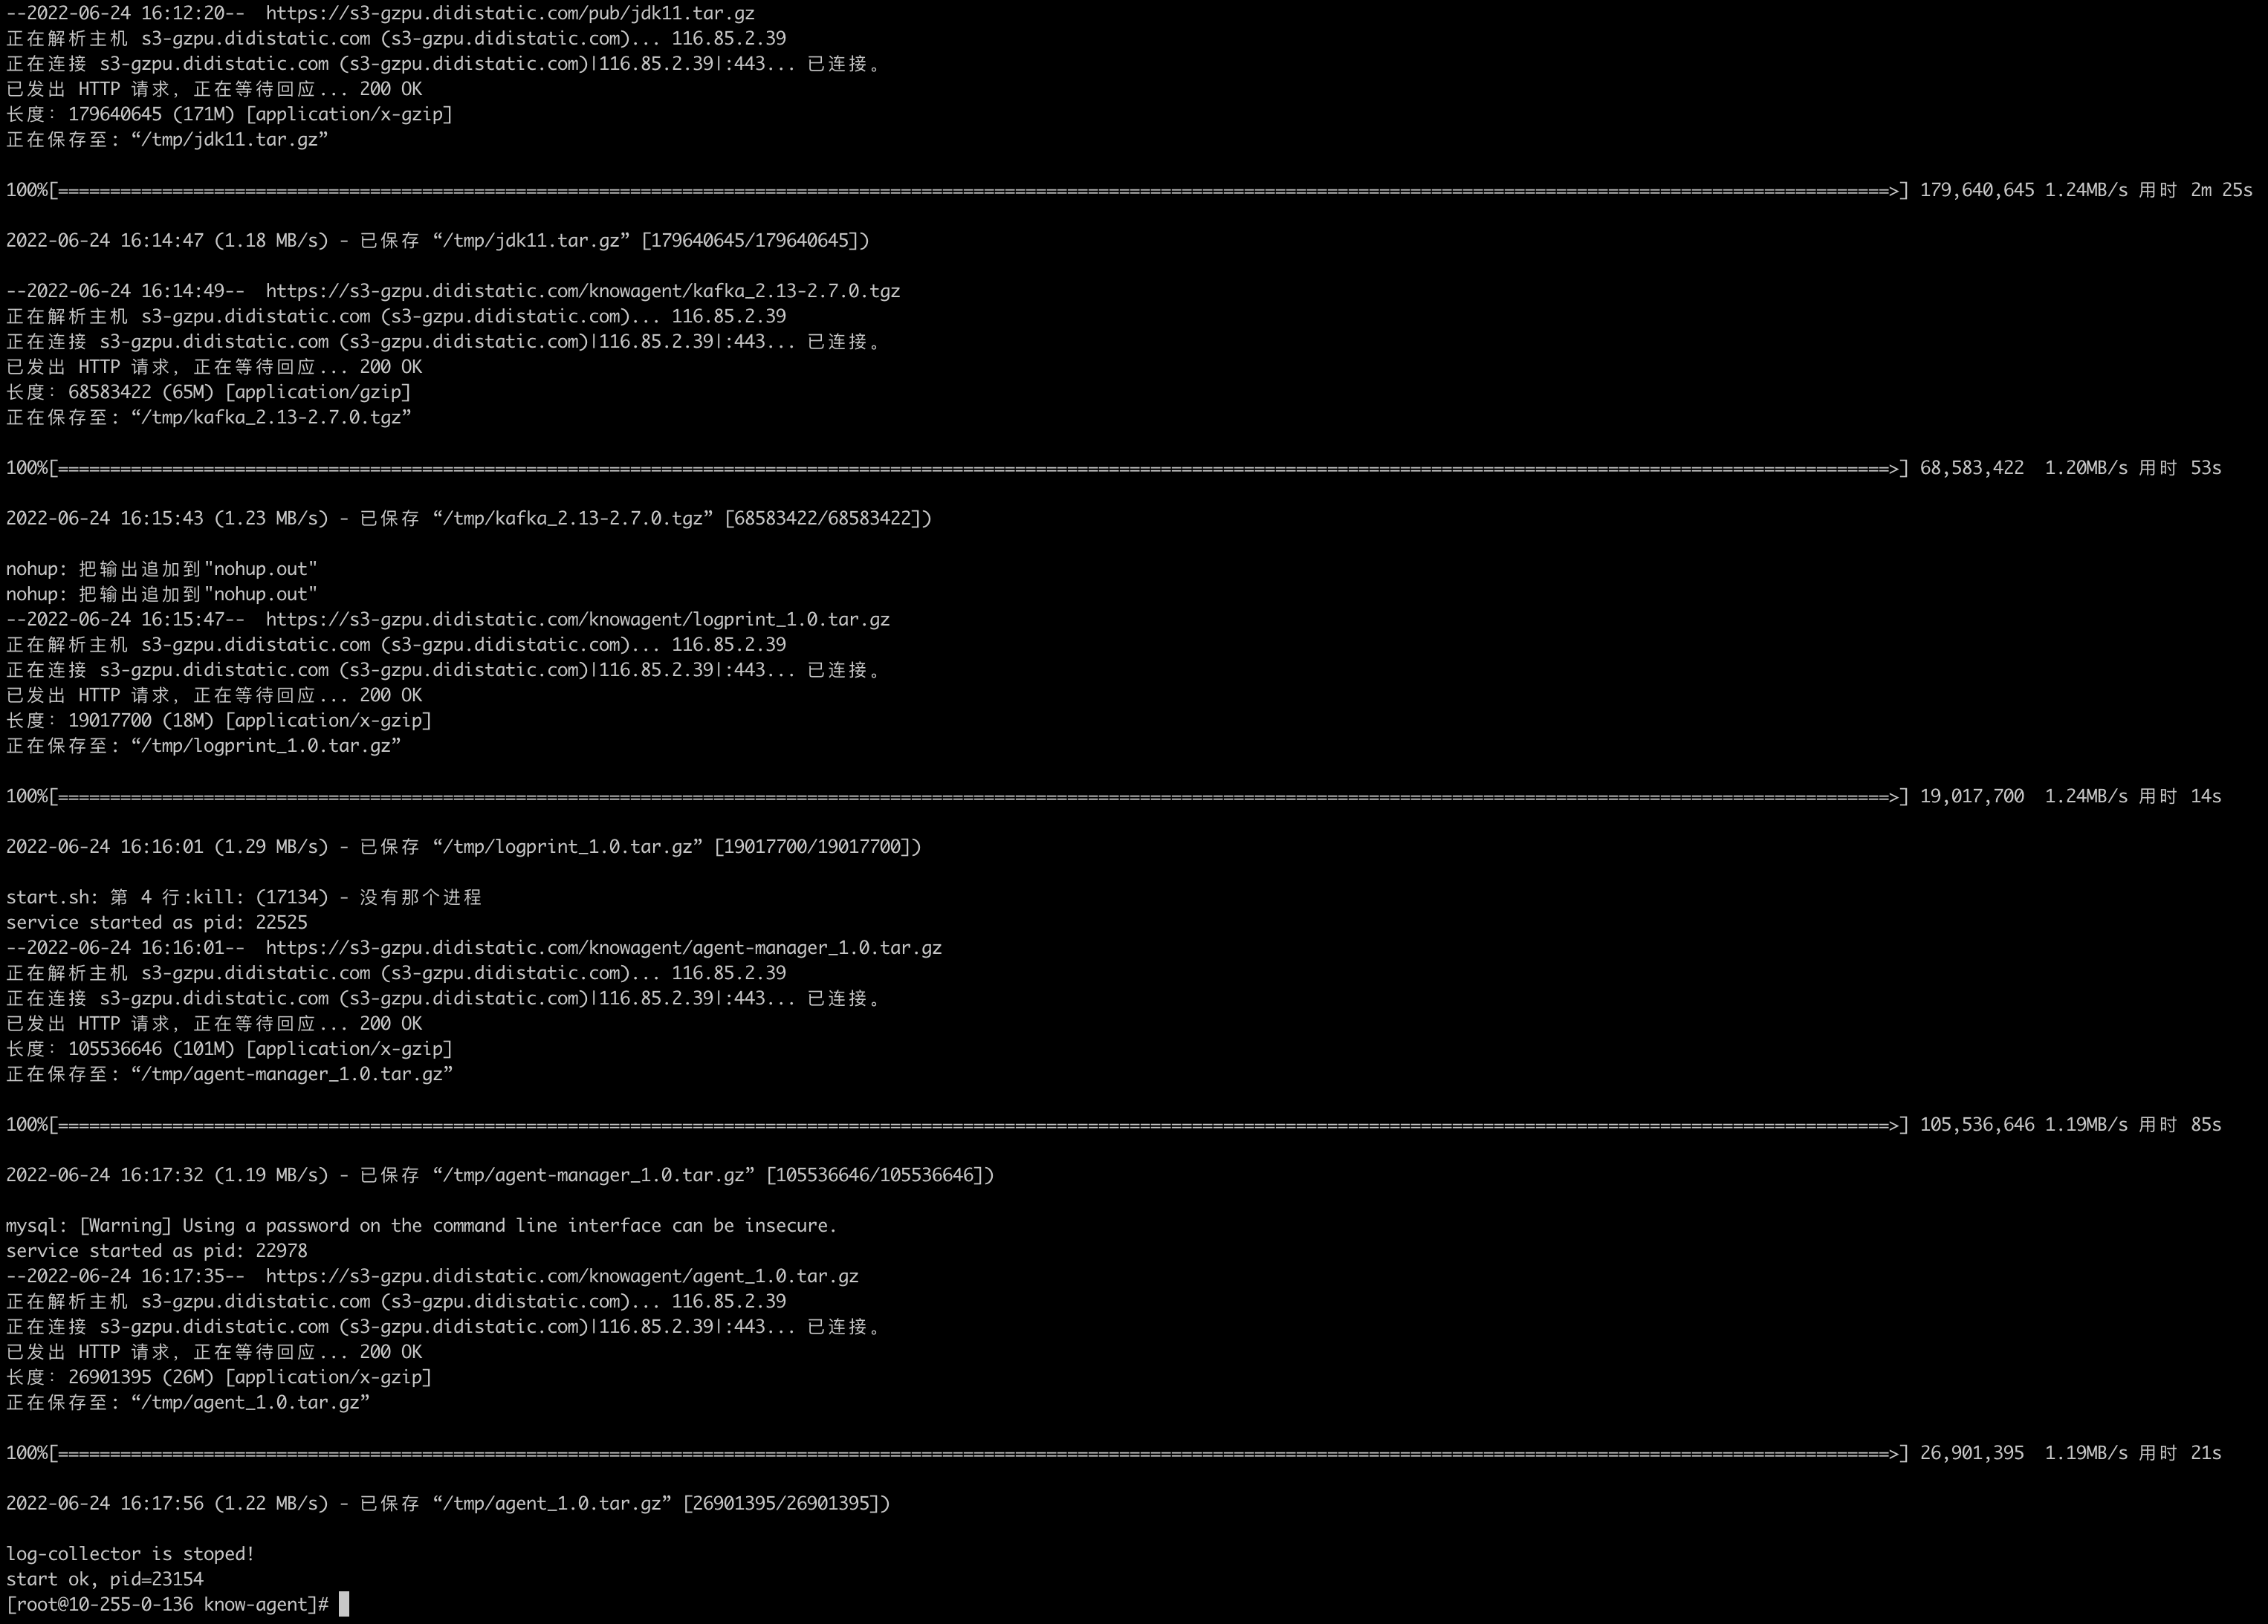 --2022-06-24 16:12:20--  https://s3-gzpu.didistatic.com/pub/jdk11.tar.gz
正在解析主机 s3-gzpu.didistatic.com (s3-gzpu.didistatic.com)... 116.85.2.39
正在连接 s3-gzpu.didistatic.com (s3-gzpu.didistatic.com)|116.85.2.39|:443... 已连接。
已发出 HTTP 请求，正在等待回应... 200 OK
长度：179640645 (171M) [application/x-gzip]
正在保存至: “/tmp/jdk11.tar.gz”
100%[================================================================>] 179,640,645 1.24MB/s 用时 2m 25s
2022-06-24 16:14:47 (1.18 MB/s) - 已保存 “/tmp/jdk11.tar.gz” [179640645/179640645])
--2022-06-24 16:14:49--  https://s3-gzpu.didistatic.com/knowagent/kafka_2.13-2.7.0.tgz
正在解析主机 s3-gzpu.didistatic.com (s3-gzpu.didistatic.com)... 116.85.2.39
正在连接 s3-gzpu.didistatic.com (s3-gzpu.didistatic.com)|116.85.2.39|:443... 已连接。
已发出 HTTP 请求，正在等待回应... 200 OK
长度：68583422 (65M) [application/gzip]
正在保存至: “/tmp/kafka_2.13-2.7.0.tgz”
100%[================================================================>] 68,583,422  1.20MB/s 用时 53s
2022-06-24 16:15:43 (1.23 MB/s) - 已保存 “/tmp/kafka_2.13-2.7.0.tgz” [68583422/68583422])
nohup: 把输出追加到"nohup.out"
nohup: 把输出追加到"nohup.out"
--2022-06-24 16:15:47--  https://s3-gzpu.didistatic.com/knowagent/logprint_1.0.tar.gz
正在解析主机 s3-gzpu.didistatic.com (s3-gzpu.didistatic.com)... 116.85.2.39
正在连接 s3-gzpu.didistatic.com (s3-gzpu.didistatic.com)|116.85.2.39|:443... 已连接。
已发出 HTTP 请求，正在等待回应... 200 OK
长度：19017700 (18M) [application/x-gzip]
正在保存至: “/tmp/logprint_1.0.tar.gz”
100%[================================================================>] 19,017,700  1.24MB/s 用时 14s
2022-06-24 16:16:01 (1.29 MB/s) - 已保存 “/tmp/logprint_1.0.tar.gz” [19017700/19017700])
start.sh: 第 4 行:kill: (17134) - 没有那个进程
service started as pid: 22525
--2022-06-24 16:16:01--  https://s3-gzpu.didistatic.com/knowagent/agent-manager_1.0.tar.gz
正在解析主机 s3-gzpu.didistatic.com (s3-gzpu.didistatic.com)... 116.85.2.39
正在连接 s3-gzpu.didistatic.com (s3-gzpu.didistatic.com)|116.85.2.39|:443... 已连接。
已发出 HTTP 请求，正在等待回应... 200 OK
长度：105536646 (101M) [application/x-gzip]
正在保存至: “/tmp/agent-manager_1.0.tar.gz”
100%[================================================================>] 105,536,646 1.19MB/s 用时 85s
2022-06-24 16:17:32 (1.19 MB/s) - 已保存 “/tmp/agent-manager_1.0.tar.gz” [105536646/105536646])
mysql: [Warning] Using a password on the command line interface can be insecure.
service started as pid: 22978
--2022-06-24 16:17:35--  https://s3-gzpu.didistatic.com/knowagent/agent_1.0.tar.gz
正在解析主机 s3-gzpu.didistatic.com (s3-gzpu.didistatic.com)... 116.85.2.39
正在连接 s3-gzpu.didistatic.com (s3-gzpu.didistatic.com)|116.85.2.39|:443... 已连接。
已发出 HTTP 请求，正在等待回应... 200 OK
长度：26901395 (26M) [application/x-gzip]
正在保存至: “/tmp/agent_1.0.tar.gz”
100%[================================================================>] 26,901,395  1.19MB/s 用时 21s
2022-06-24 16:17:56 (1.22 MB/s) - 已保存 “/tmp/agent_1.0.tar.gz” [26901395/26901395])
log-collector is stoped!
start ok, pid=23154
[root@10-255-0-136 know-agent]#